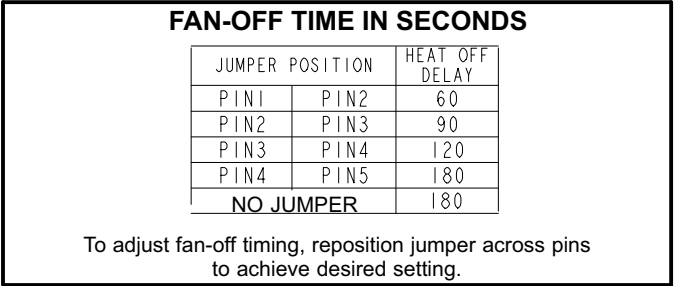 FAN-OFF TIME IN SECONDS
JUMPER POSITION HEAT OFF DELAY
PIN1 PIN2 60
PIN2 PIN3 90
PIN3 PIN4 120
PIN4 PIN5 180
NO JUMPER 180
To adjust fan-off timing, reposition jumper across pins
to achieve desired setting.